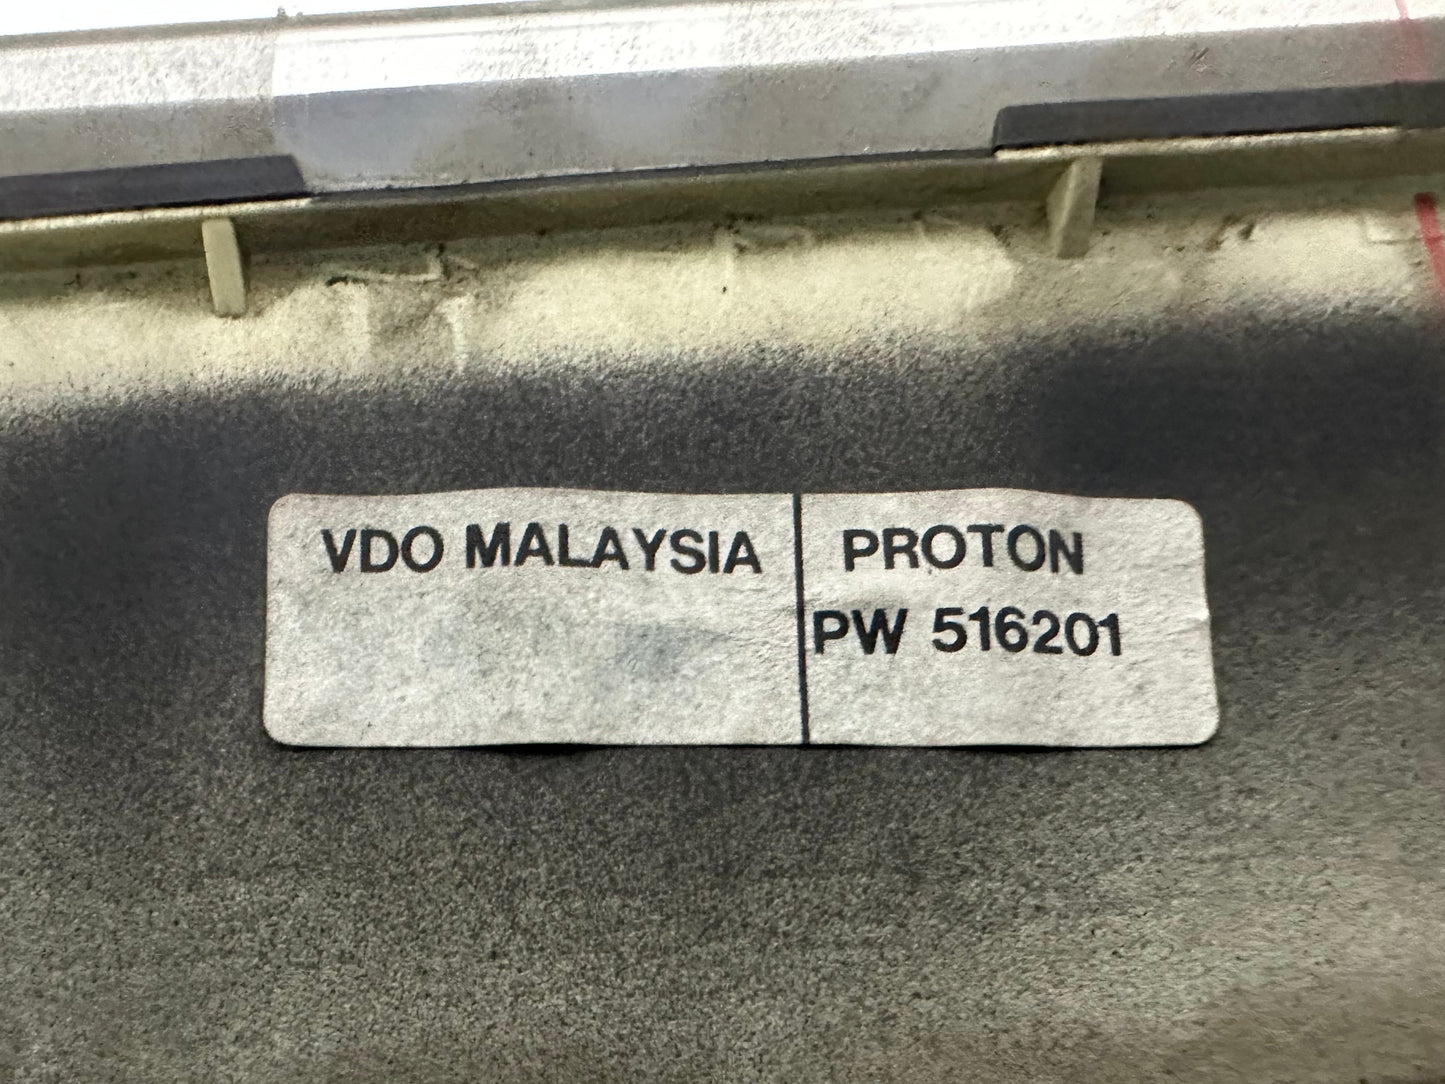 VDO MALAYSIA
PROTON
PW 516201